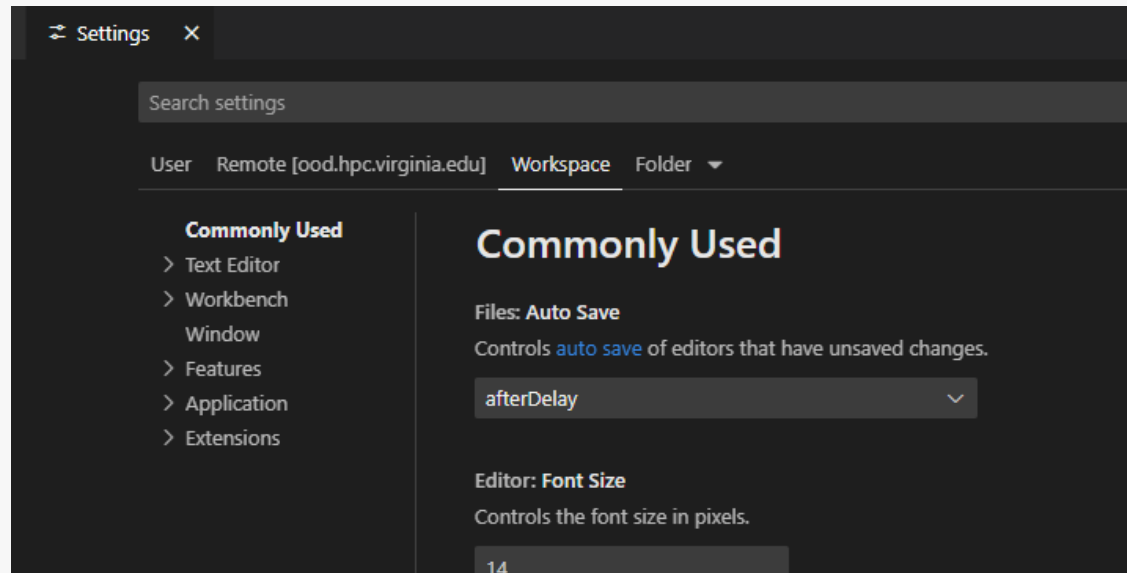 Settings
Search settings
User Remote [ood.hpc.virginia.edu] Workspace Folder
Commonly Used
Text Editor
Workbench
Window
Features
Application
Extensions
Commonly Used
Files: Auto Save
Controls auto save of editors that have unsaved changes.
afterDelay
Editor: Font Size
Controls the font size in pixels.
14